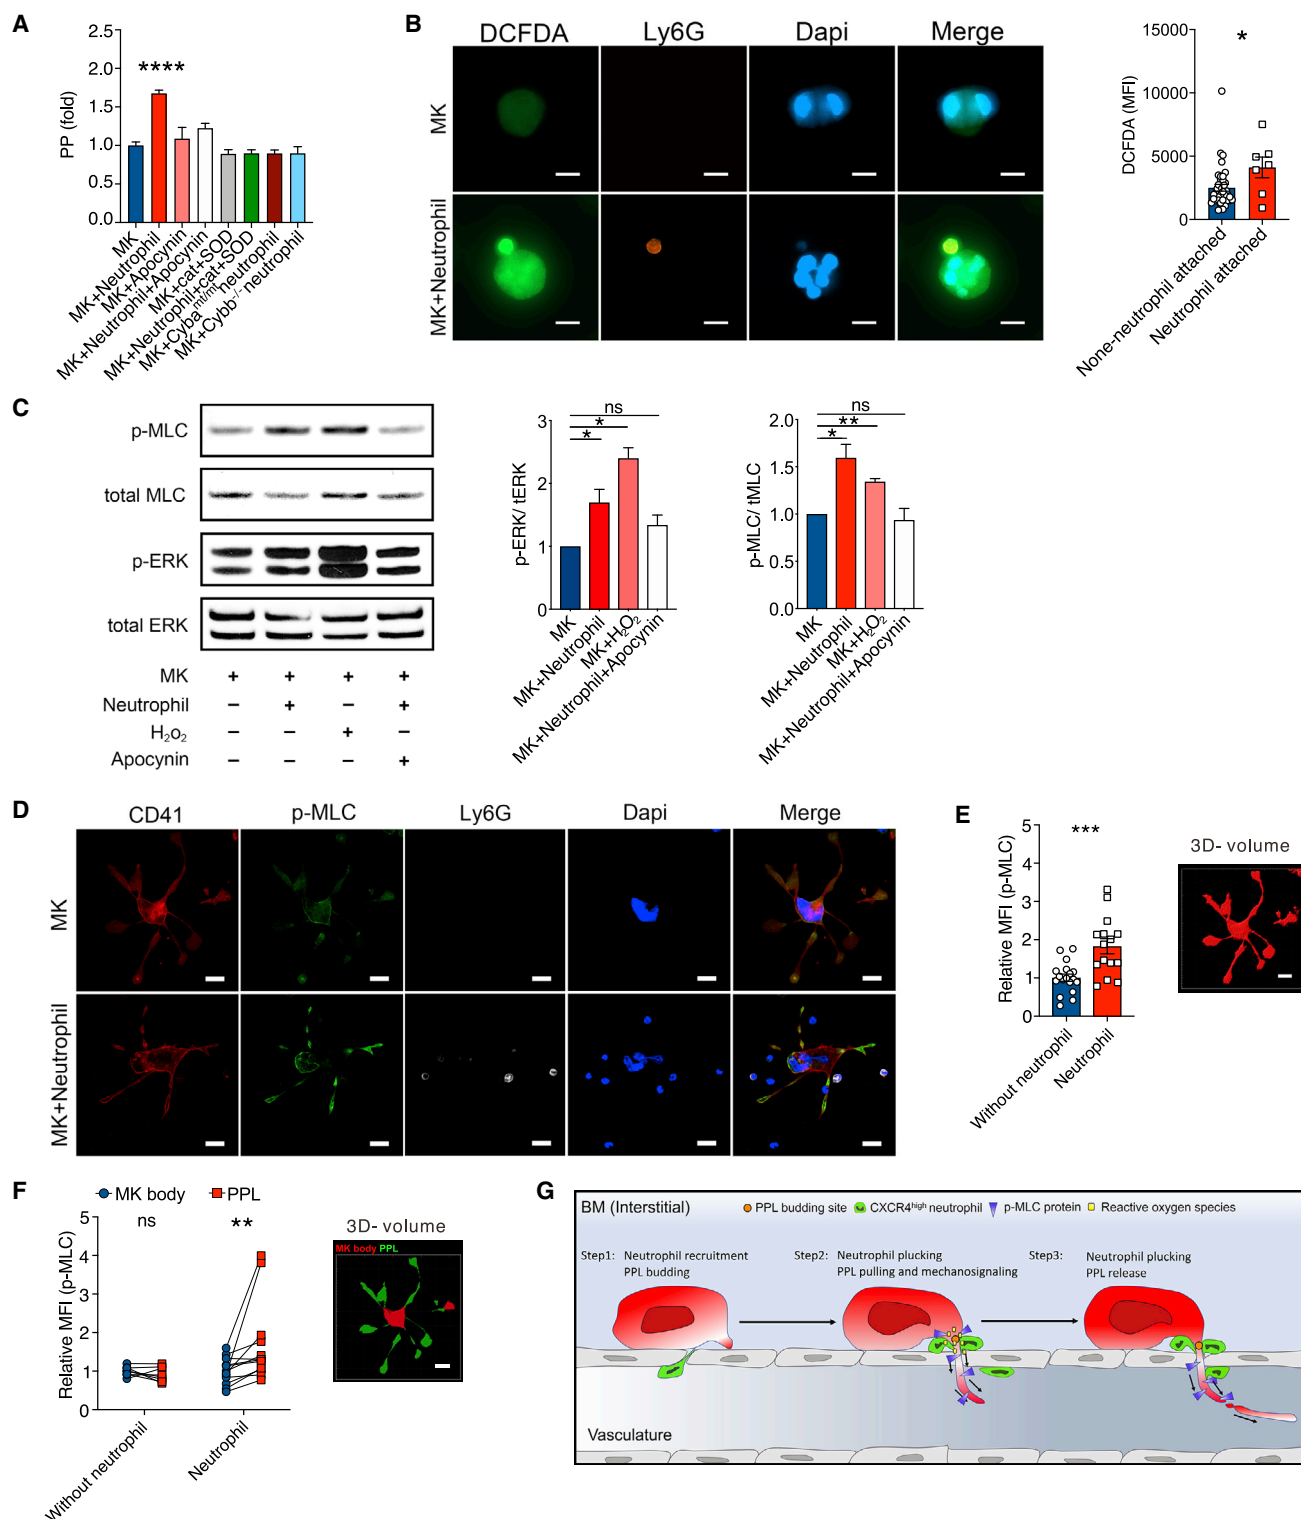 A
2.5
2.0
1.5
1.0
0.5
0.0
PP (fold)
****
MK
MK+Neutrophil
MK+Apocynin
MK+Neutrophil+Apocynin
MK+cat+SOD
MK+Neutrophil+cat+SOD
MK+Cyba^mt/mt neutrophil
MK+Cybb^-/- neutrophil
B
DCFDA Ly6G Dapi Merge
MK
MK+Neutrophil
15000
10000
5000
0
DCFDA (MFI)
*
None-neutrophil attached
Neutrophil attached
C
p-MLC
total MLC
p-ERK
total ERK
MK + + + +
Neutrophil – + – +
H₂O₂ – – + –
Apocynin – – – +
3
2
1
0
p-ERK/ tERK
ns
*
*
MK
MK+Neutrophil
MK+H₂O₂
MK+Neutrophil+Apocynin
2.0
1.5
1.0
0.5
0.0
p-MLC/ tMLC
ns
**
*
MK
MK+Neutrophil
MK+H₂O₂
MK+Neutrophil+Apocynin
D
CD41 p-MLC Ly6G Dapi Merge
MK
MK+Neutrophil
E
5
4
3
2
1
0
Relative MFI (p-MLC)
***
Without neutrophil
Neutrophil
3D- volume
F
MK body PPL
5
4
3
2
1
0
Relative MFI (p-MLC)
ns
**
Without neutrophil
Neutrophil
3D- volume
MK body PPL
G
BM (Interstitial)
PPL budding site CXCR4^high neutrophil p-MLC protein Reactive oxygen species
Step1: Neutrophil recruitment
PPL budding
Step2: Neutrophil plucking
PPL pulling and mechanosignaling
Step3: Neutrophil plucking
PPL release
Vasculature